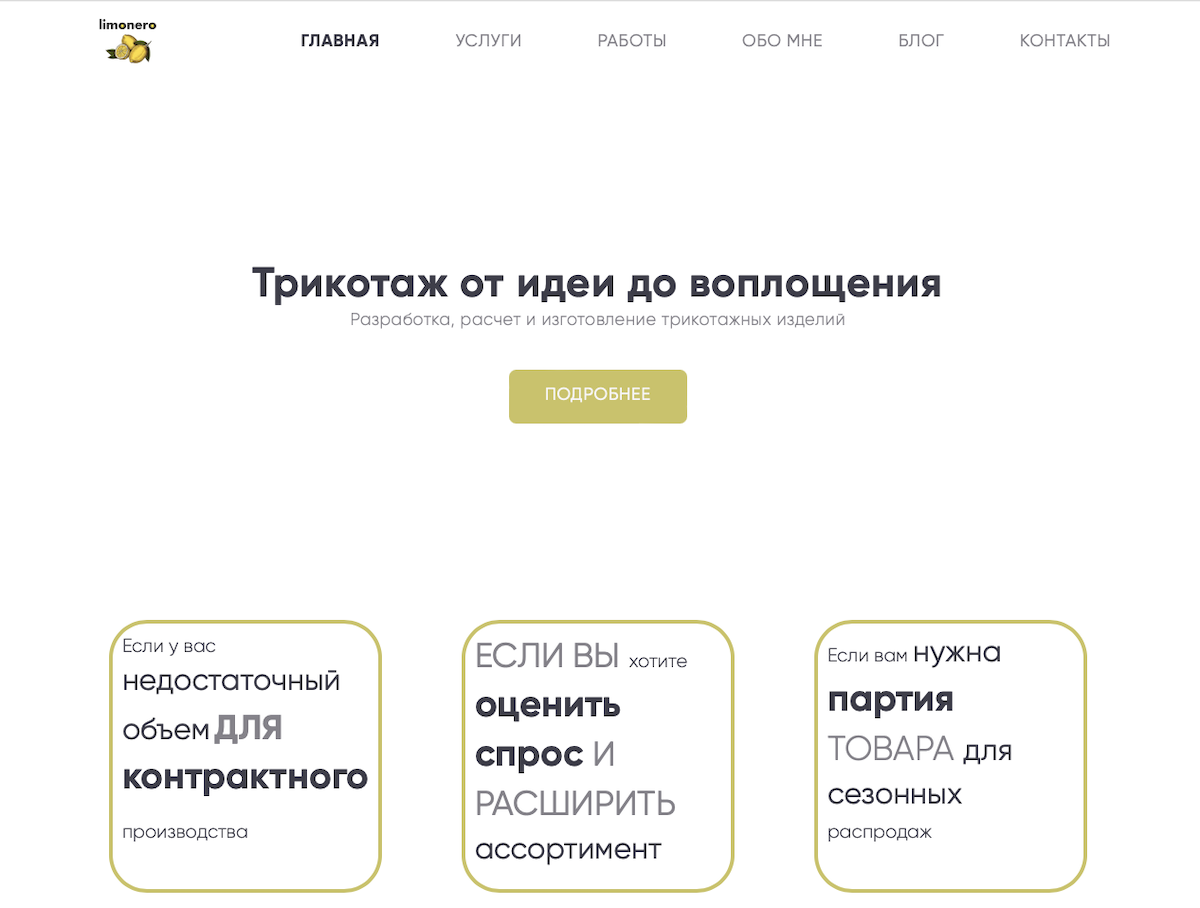 limonero
ГЛАВНАЯ УСЛУГИ РАБОТЫ ОБО МНЕ БЛОГ КОНТАКТЫ
Трикотаж от идеи до воплощения
Разработка, расчет и изготовление трикотажных изделий
ПОДРОБНЕЕ
Если у вас
недостаточный
объем ДЛЯ
контрактного
производства
ЕСЛИ ВЫ хотите
оценить
спрос И
РАСШИРИТЬ
ассортимент
Если вам нужна
партия
ТОВАРА для
сезонных
распродаж